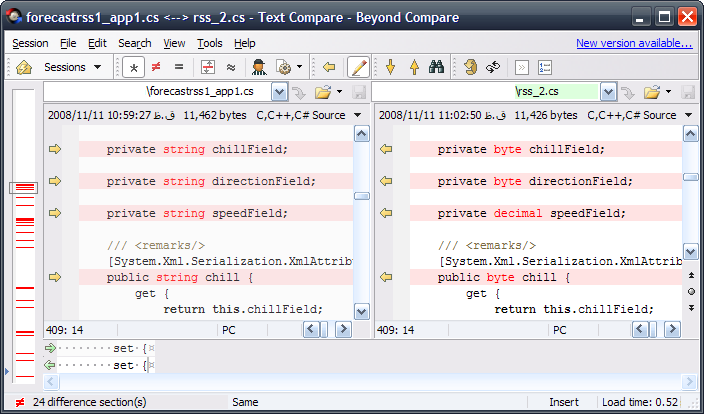 forecastrss1_app1.cs <--> rss_2.cs - Text Compare - Beyond Compare
Session File Edit Search View Tools Help New version available...
Sessions
\forecastrss1_app1.cs \rss_2.cs
2008/11/11 10:59:27 ق.ظ 11,462 bytes C,C++,C# Source 2008/11/11 11:02:50 ق.ظ 11,426 bytes C,C++,C# Source
private string chillField; private byte chillField;
private string directionField; private byte directionField;
private string speedField; private decimal speedField;
/// <remarks/> /// <remarks/>
[System.Xml.Serialization.XmlAttrib [System.Xml.Serialization.XmlAttrib
public string chill { public byte chill {
get { get {
return this.chillField; return this.chillField;
409: 14 PC 409: 14 PC
········set·{¤
········set·{¤
24 difference section(s) Same Insert Load time: 0.52